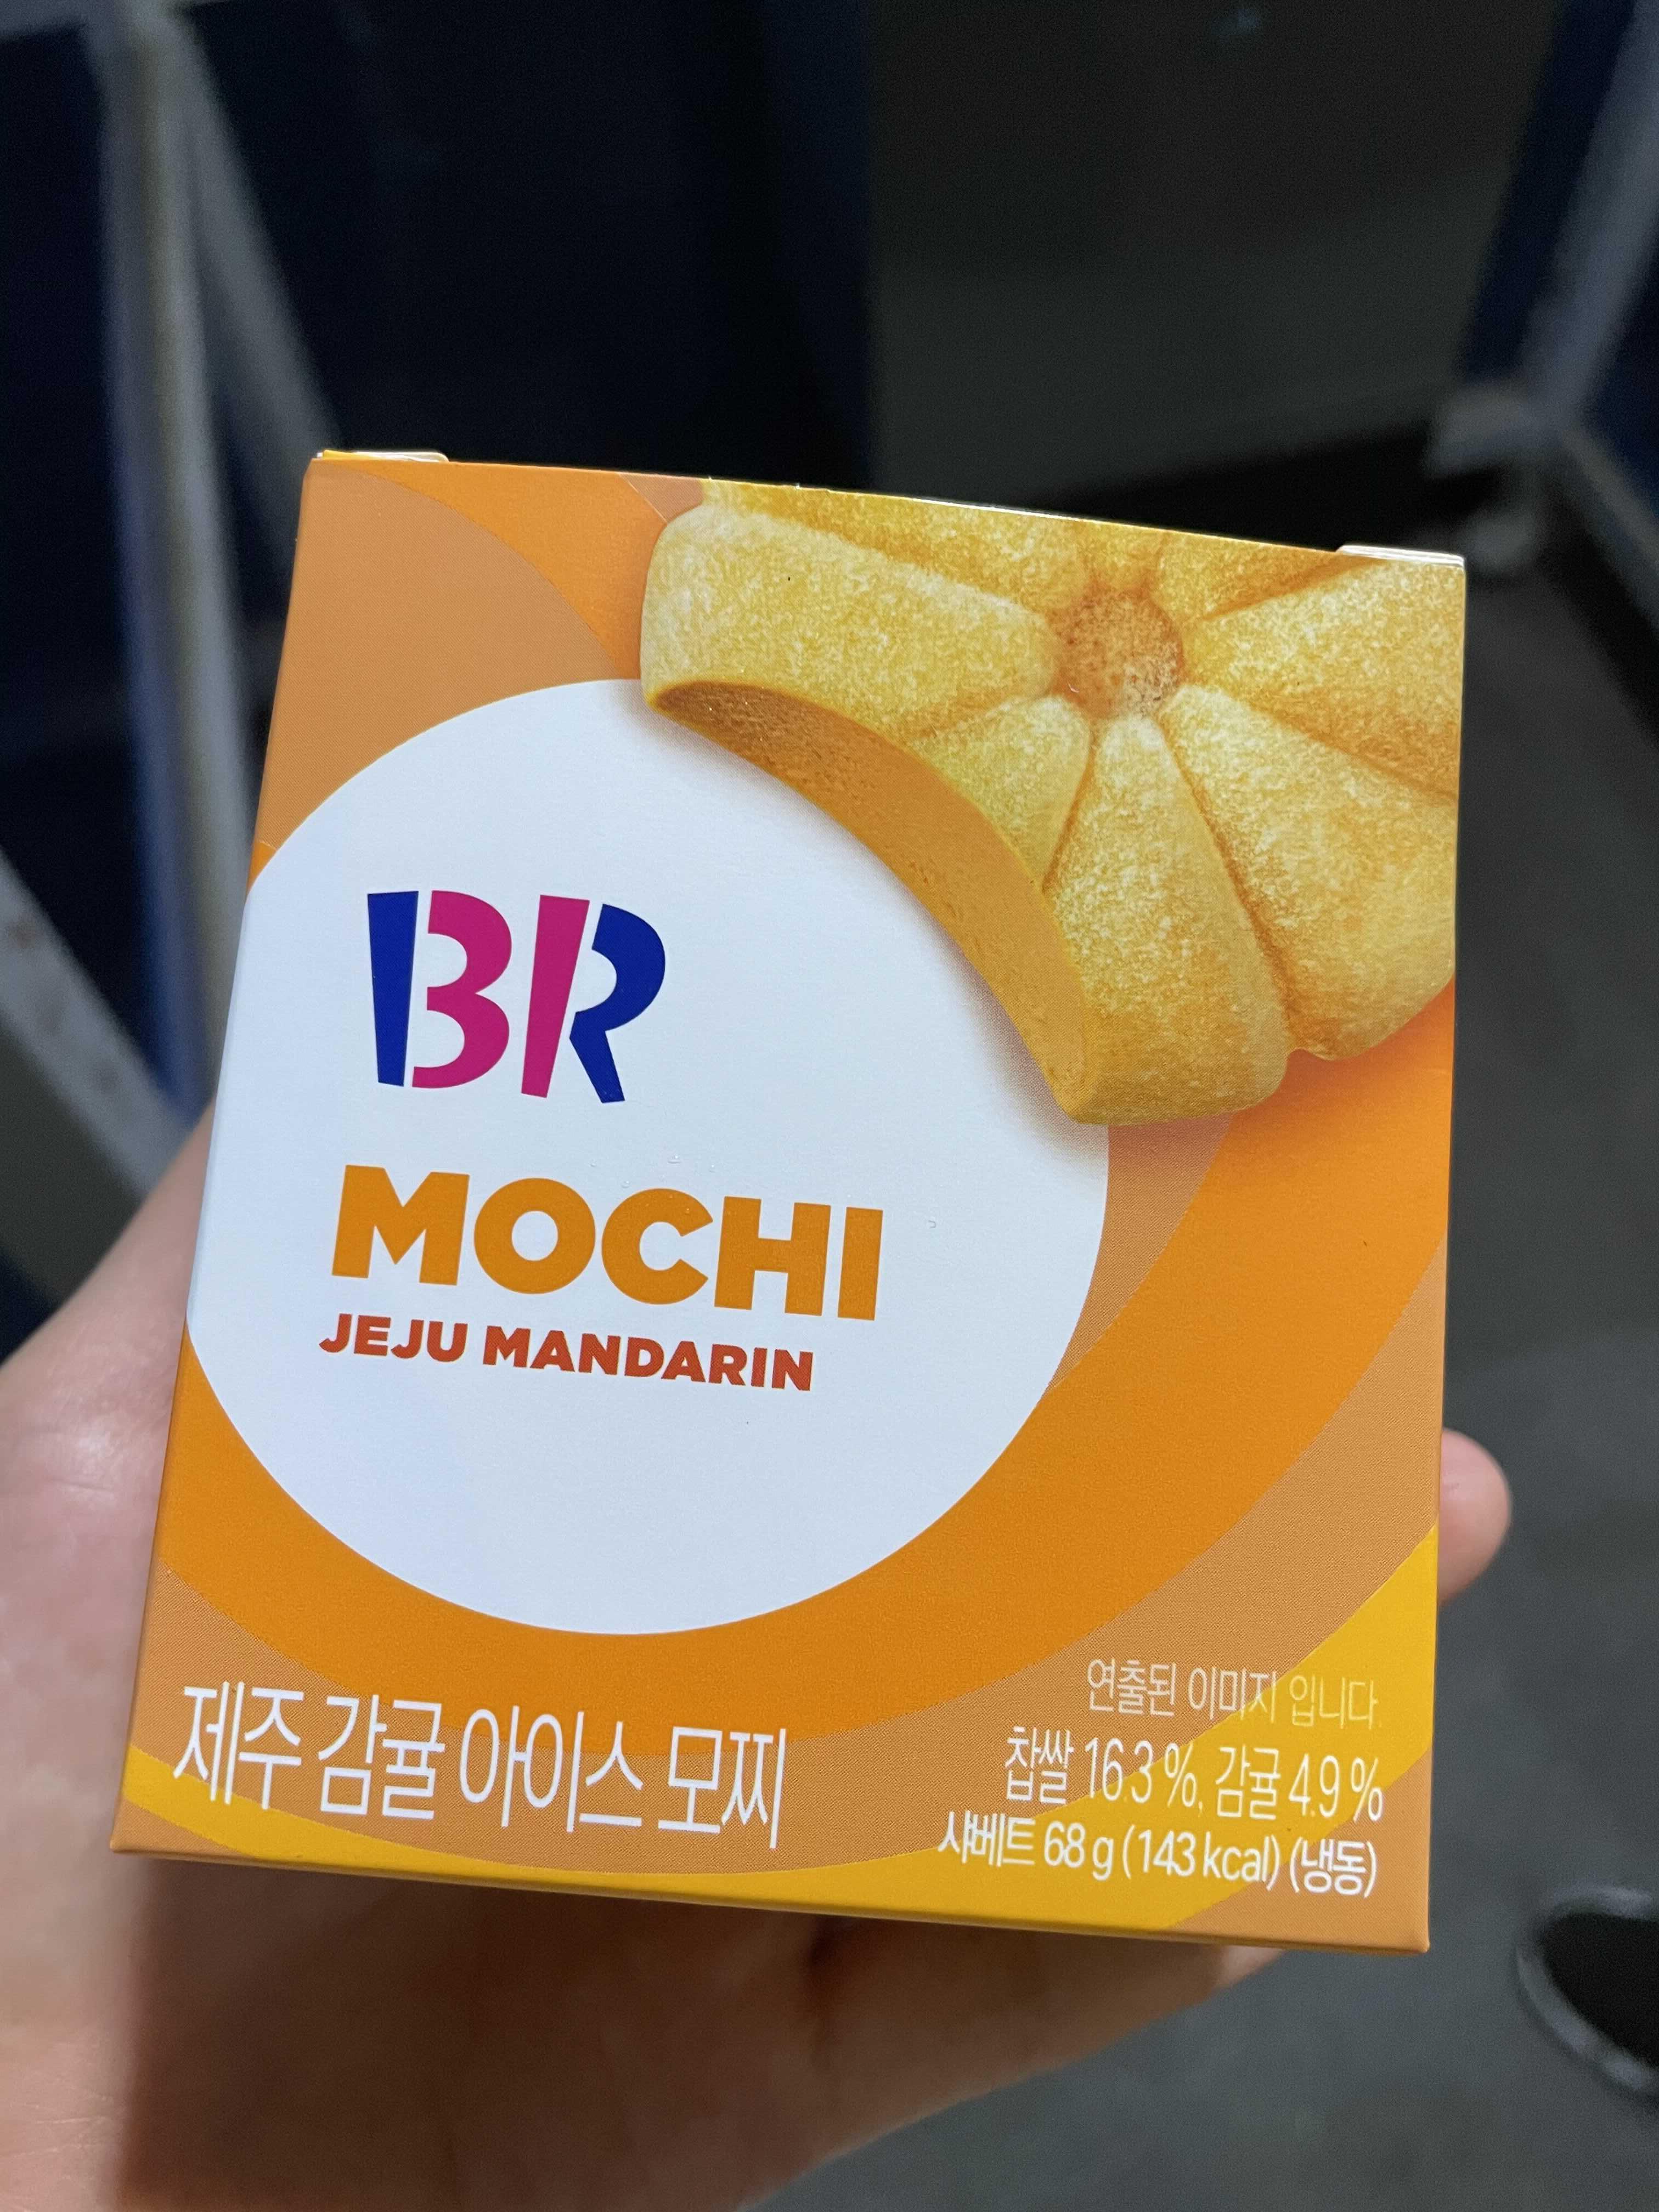 BR
MOCHI
JEJU MANDARIN
제주 감귤 아이스 모찌
연출된 이미지 입니다.
찹쌀 16.3 %, 감귤 4.9 %
샤베트 68 g (143 kcal) (냉동)